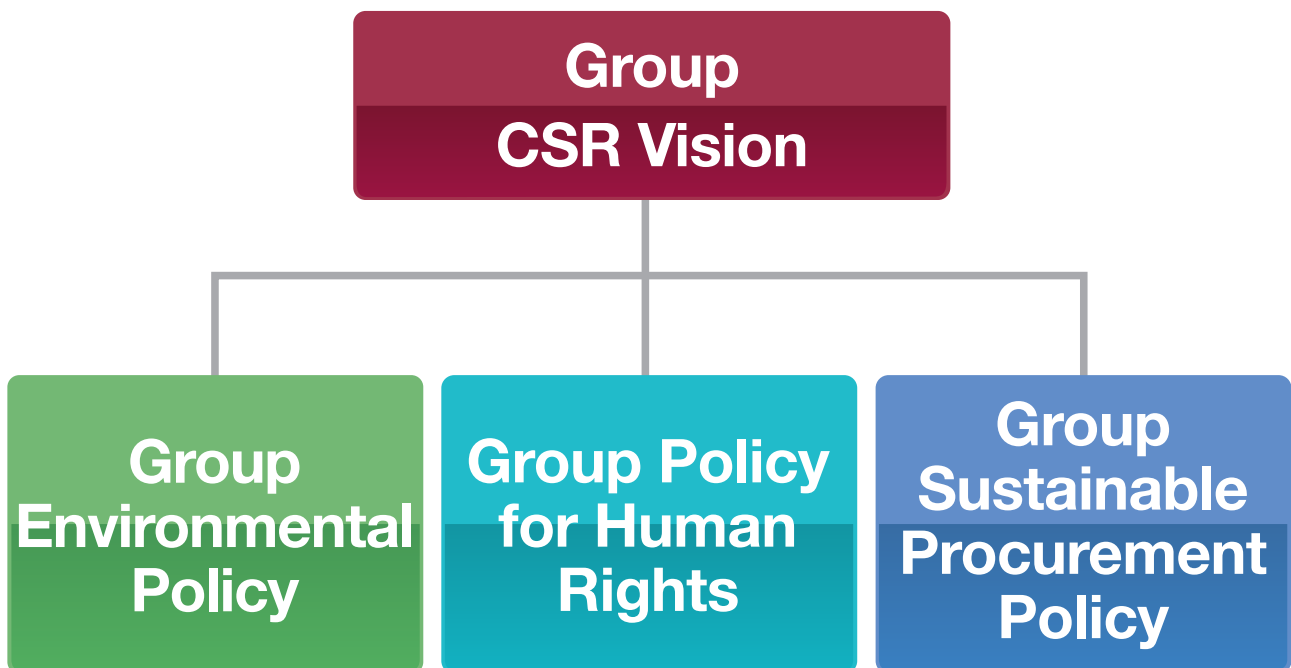 Group
CSR Vision
Group
Environmental
Policy
Group Policy
for Human
Rights
Group
Sustainable
Procurement
Policy